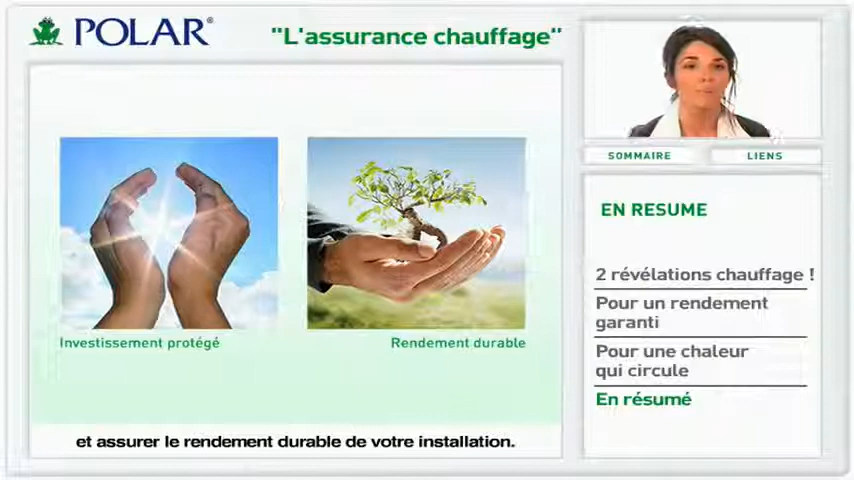 POLAR®
"L'assurance chauffage"
Investissement protégé
Rendement durable
et assurer le rendement durable de votre installation.
SOMMAIRE
LIENS
EN RESUME
2 révélations chauffage !
Pour un rendement
garanti
Pour une chaleur
qui circule
En résumé